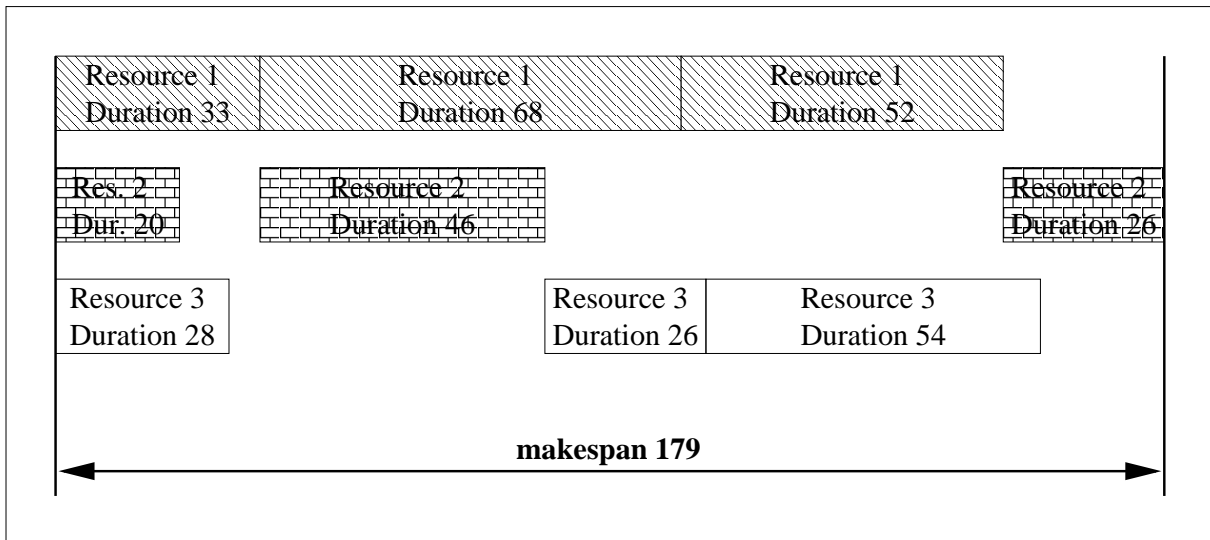 Resource 1
Duration 33
Resource 1
Duration 68
Resource 1
Duration 52
Res. 2
Dur. 20
Resource 2
Duration 46
Resource 2
Duration 26
Resource 3
Duration 28
Resource 3
Duration 26
Resource 3
Duration 54
makespan 179